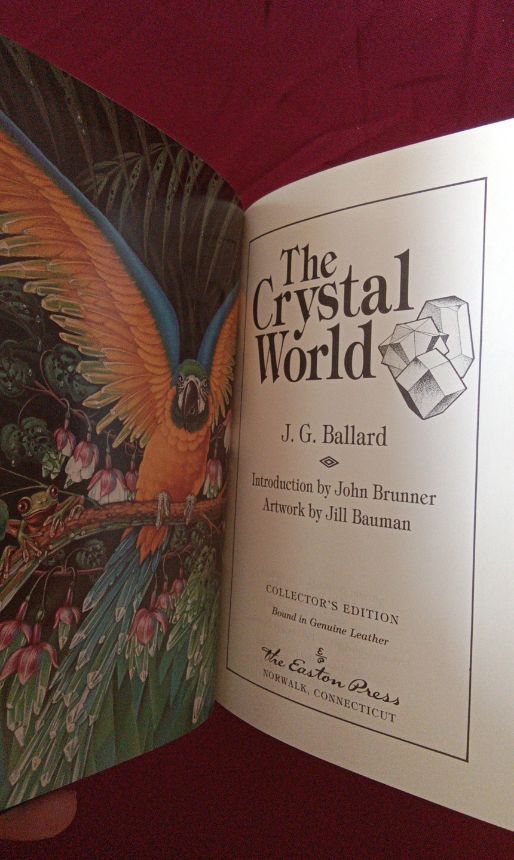 The
Crystal
World
J. G. Ballard
Introduction by John Brunner
Artwork by Jill Bauman
COLLECTOR'S EDITION
Bound in Genuine Leather
The Easton Press
NORWALK, CONNECTICUT